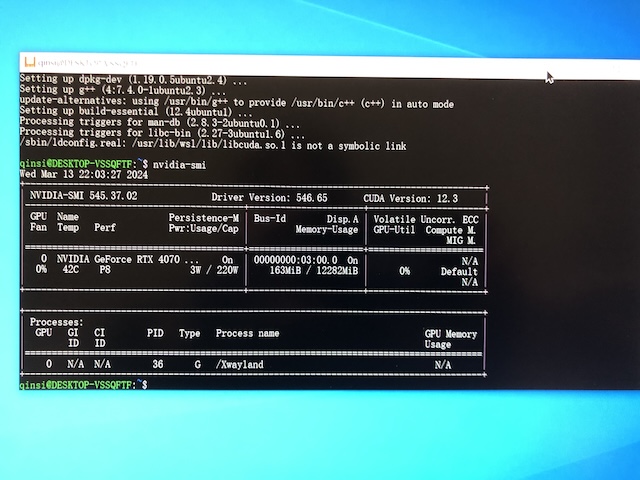 qinsi@DESKTOP-VSSQFTF: ~
Setting up dpkg-dev (1.19.0.5ubuntu2.4) ...
Setting up g++ (4:7.4.0-1ubuntu2.3) ...
update-alternatives: using /usr/bin/g++ to provide /usr/bin/c++ (c++) in auto mode
Setting up build-essential (12.4ubuntu1) ...
Processing triggers for man-db (2.8.3-2ubuntu0.1) ...
Processing triggers for libc-bin (2.27-3ubuntu1.6) ...
/sbin/ldconfig.real: /usr/lib/wsl/lib/libcuda.so.1 is not a symbolic link
qinsi@DESKTOP-VSSQFTF:~$ nvidia-smi
Wed Mar 13 22:03:27 2024
NVIDIA-SMI 545.37.02 Driver Version: 546.65 CUDA Version: 12.3
GPU Name Persistence-M Bus-Id Disp.A Volatile Uncorr. ECC
Fan Temp Perf Pwr:Usage/Cap Memory-Usage GPU-Util Compute M.
MIG M.
0 NVIDIA GeForce RTX 4070 ... On 00000000:03:00.0 On N/A
0% 42C P8 3W / 220W 163MiB / 12282MiB 0% Default
N/A
Processes:
GPU GI CI PID Type Process name GPU Memory
ID ID Usage
0 N/A N/A 36 G /Xwayland N/A
qinsi@DESKTOP-VSSQFTF:~$